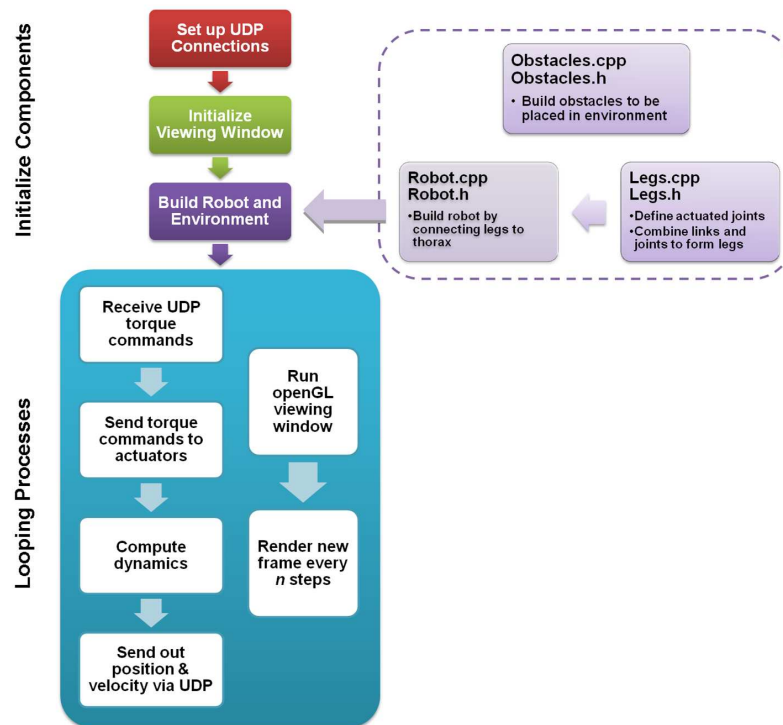 Initialize Components
Set up UDP
Connections
Initialize
Viewing Window
Build Robot and
Environment
Obstacles.cpp
Obstacles.h
• Build obstacles to be
placed in environment
Robot.cpp
Robot.h
•Build robot by
connecting legs to
thorax
Legs.cpp
Legs.h
•Define actuated joints
•Combine links and
joints to form legs
Looping Processes
Receive UDP
torque
commands
Send torque
commands to
actuators
Compute
dynamics
Send out
position &
velocity via UDP
Run
openGL
viewing
window
Render new
frame every
n steps